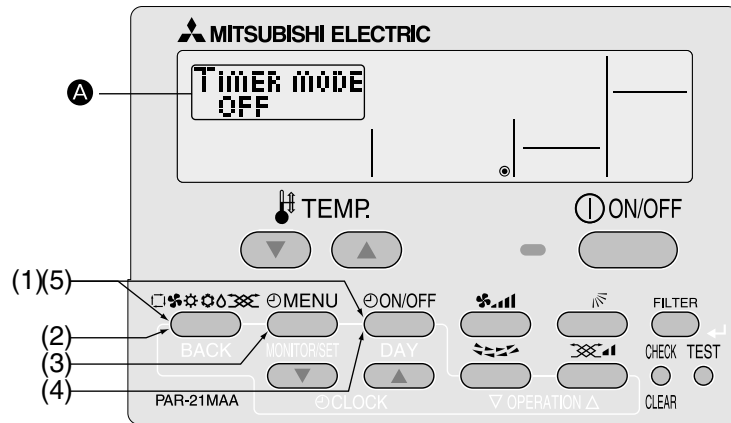 MITSUBISHI ELECTRIC
A
TIMER MODE
OFF
TEMP.
ON/OFF
(1)(5)
MENU
ON/OFF
FILTER
(2)
BACK
MONITOR/SET
DAY
CHECK
TEST
(3)
(4)
PAR-21MAA
CLOCK
OPERATION
CLEAR